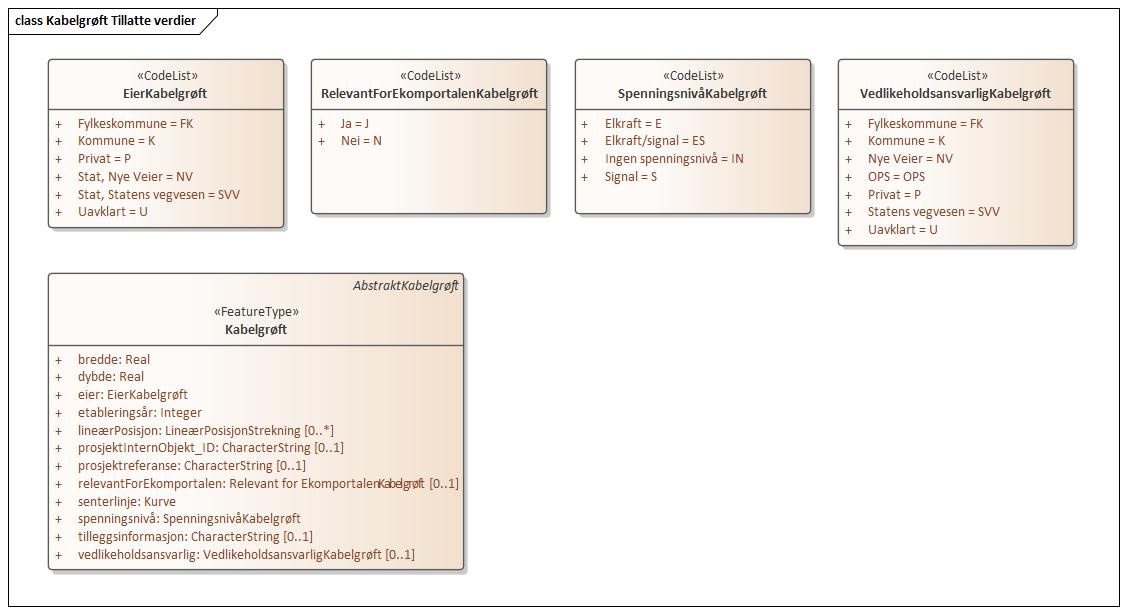 class Kabelgrøft Tillatte verdier
«CodeList»
EierKabelgrøft
+ Fylkeskommune = FK
+ Kommune = K
+ Privat = P
+ Stat, Nye Veier = NV
+ Stat, Statens vegvesen = SVV
+ Uavklart = U
«CodeList»
RelevantForEkomportalenKabelgrøft
+ Ja = J
+ Nei = N
«CodeList»
SpenningsnivåKabelgrøft
+ Elkraft = E
+ Elkraft/signal = ES
+ Ingen spenningsnivå = IN
+ Signal = S
«CodeList»
VedlikeholdsansvarligKabelgrøft
+ Fylkeskommune = FK
+ Kommune = K
+ Nye Veier = NV
+ OPS = OPS
+ Privat = P
+ Statens vegvesen = SVV
+ Uavklart = U
AbstraktKabelgrøft
«FeatureType»
Kabelgrøft
+ bredde: Real
+ dybde: Real
+ eier: EierKabelgrøft
+ etableringsår: Integer
+ lineærPosisjon: LineærPosisjonStrekning [0..*]
+ prosjektInternObjekt_ID: CharacterString [0..1]
+ prosjektreferanse: CharacterString [0..1]
+ relevantForEkomportalen: Relevant for Ekomportalen [0..1]
+ senterlinje: Kurve
+ spenningsnivå: SpenningsnivåKabelgrøft
+ tilleggsinformasjon: CharacterString [0..1]
+ vedlikeholdsansvarlig: VedlikeholdsansvarligKabelgrøft [0..1]